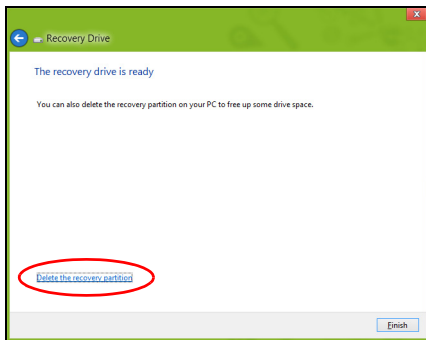 x
Recovery Drive
The recovery drive is ready
You can also delete the recovery partition on your PC to free up some drive space.
Delete the recovery partition
Finish